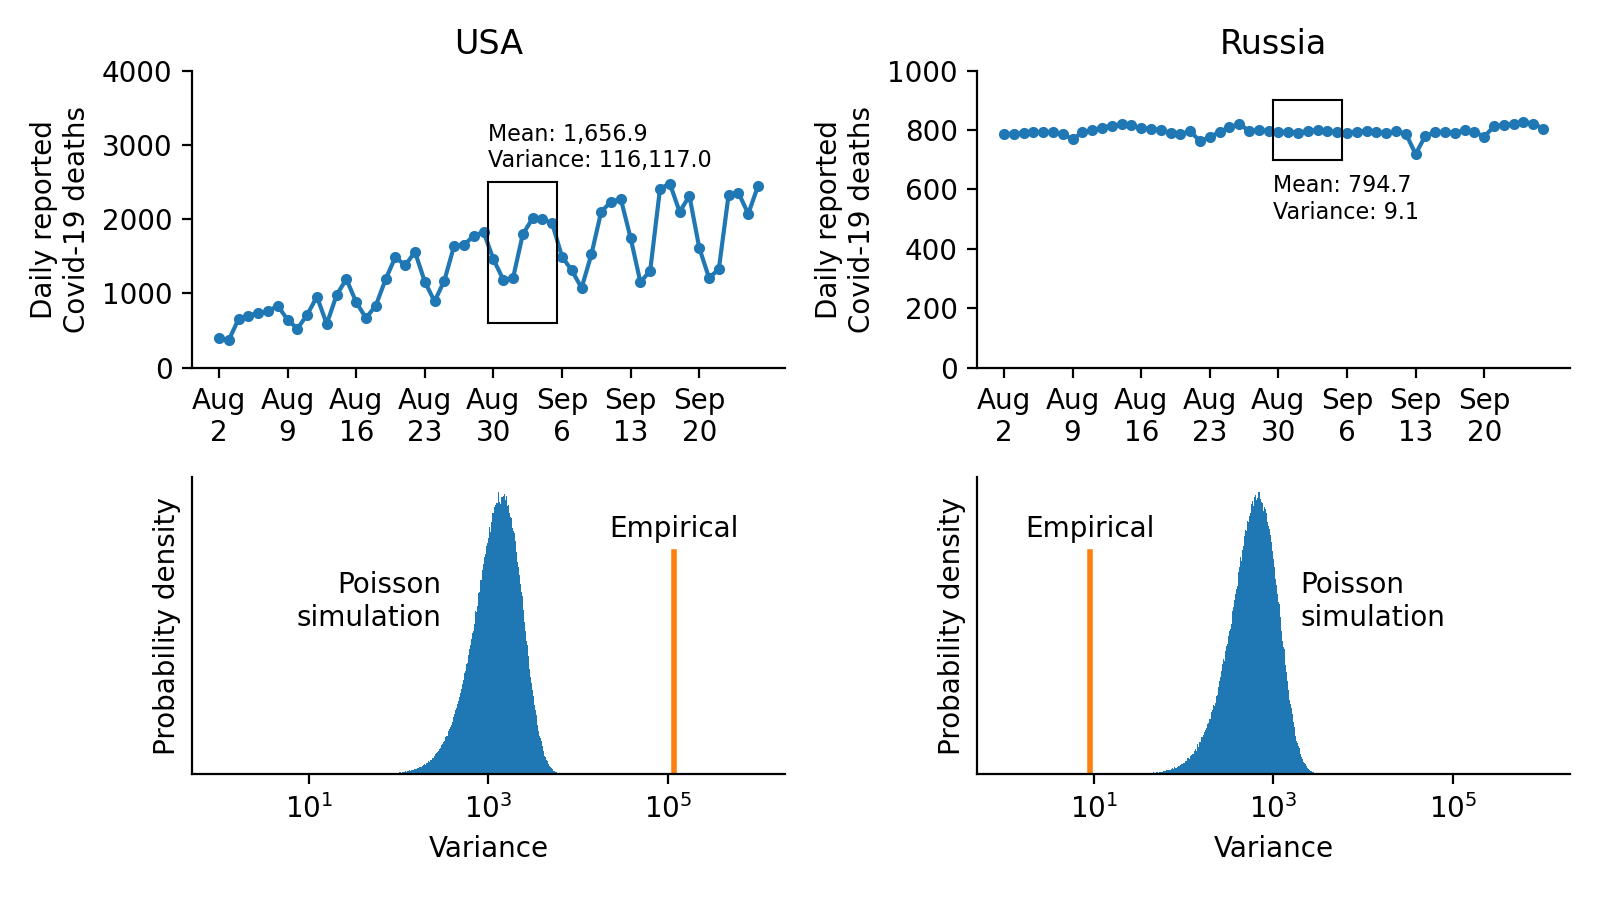 USA
Daily reported
Covid-19 deaths
4000
3000
2000
1000
0
Mean: 1,656.9
Variance: 116,117.0
Aug Aug Aug Aug Aug Sep Sep Sep
2 9 16 23 30 6 13 20
Russia
Daily reported
Covid-19 deaths
1000
800
600
400
200
0
Mean: 794.7
Variance: 9.1
Aug Aug Aug Aug Aug Sep Sep Sep
2 9 16 23 30 6 13 20
Probability density
Empirical
Poisson
simulation
10¹ 10³ 10⁵
Variance
Probability density
Empirical
Poisson
simulation
10¹ 10³ 10⁵
Variance